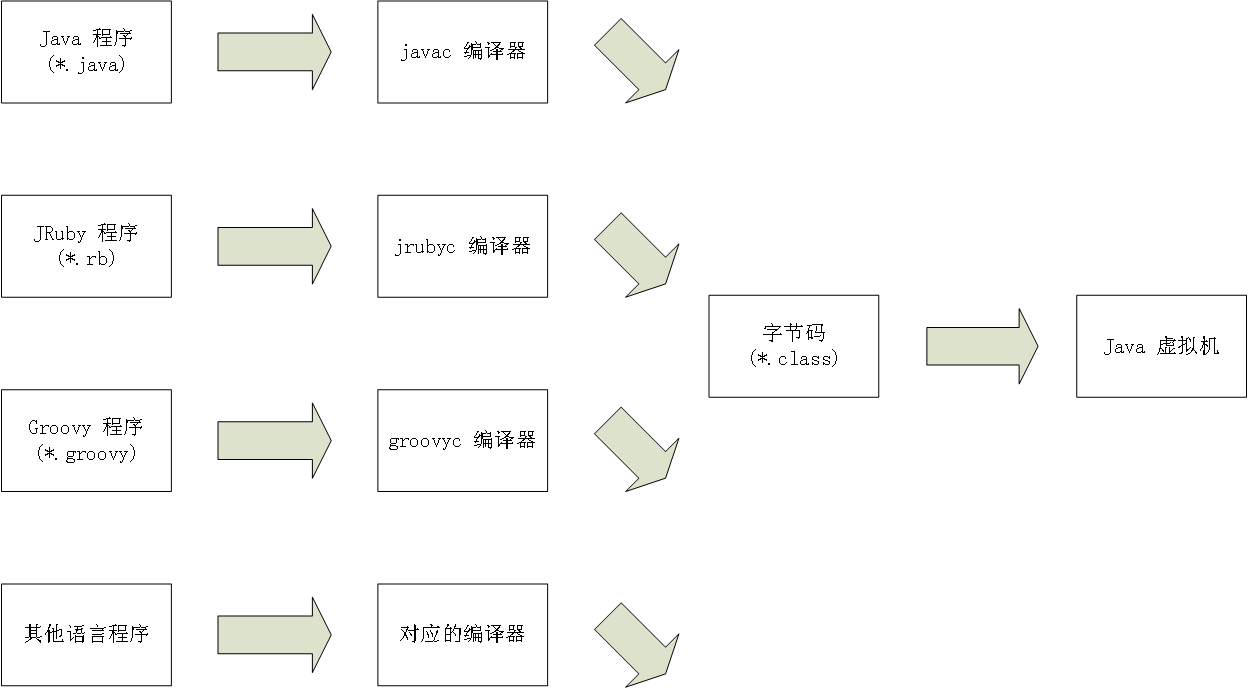 Java 程序
(*.java)
javac 编译器
JRuby 程序
(*.rb)
jrubyc 编译器
字节码
(*.class)
Java 虚拟机
Groovy 程序
(*.groovy)
groovyc 编译器
其他语言程序
对应的编译器